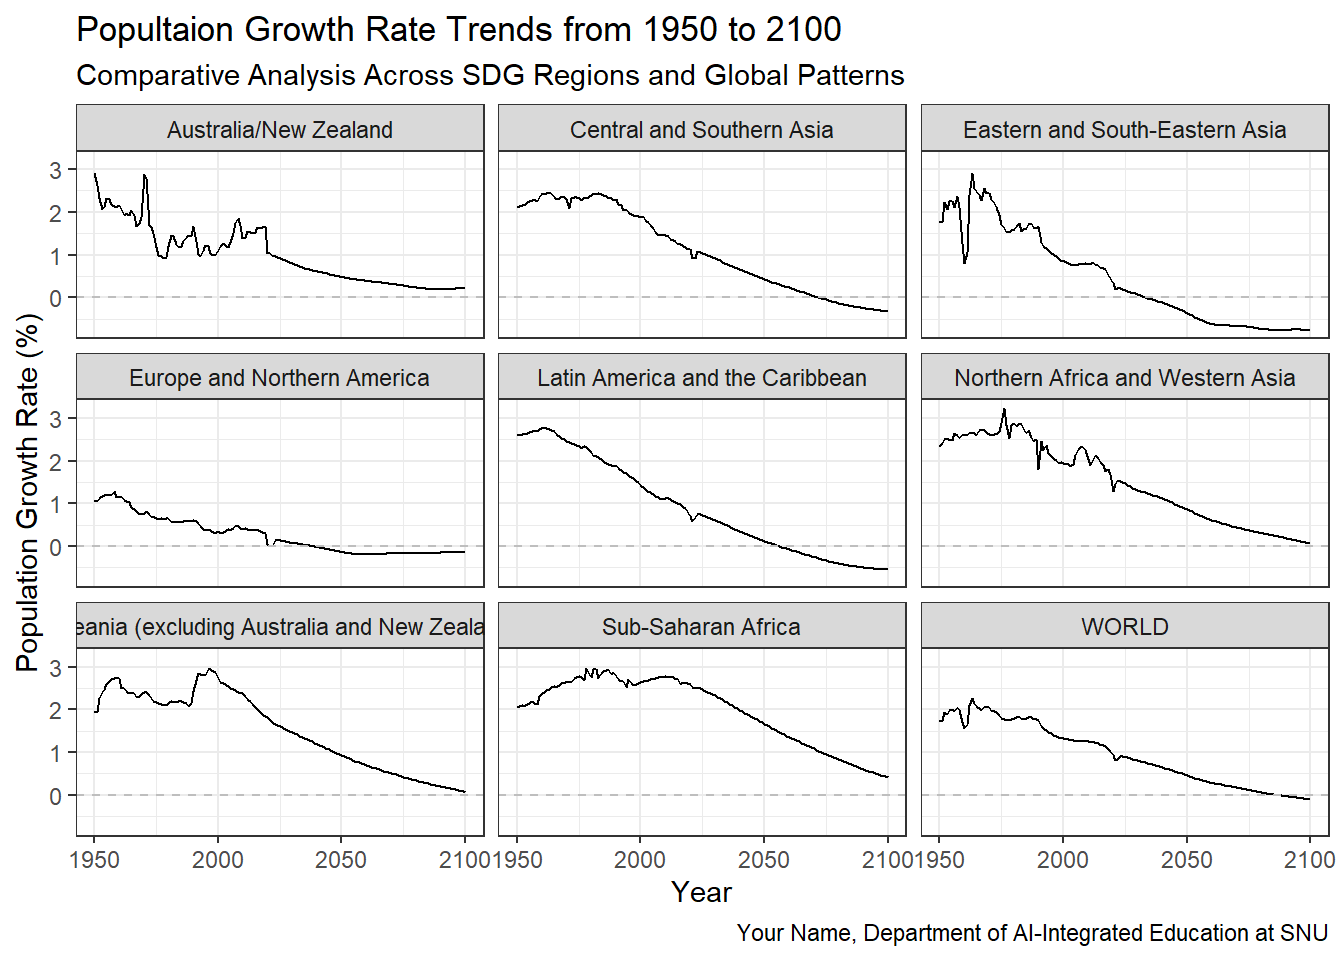 Popultaion Growth Rate Trends from 1950 to 2100
Comparative Analysis Across SDG Regions and Global Patterns
Australia/New Zealand
Central and Southern Asia
Eastern and South-Eastern Asia
3
2
1
0
Europe and Northern America
Latin America and the Caribbean
Northern Africa and Western Asia
3
2
1
0
Population Growth Rate (%)
eania (excluding Australia and New Zeala
Sub-Saharan Africa
WORLD
3
2
1
0
1950 2000 2050 2100
1950 2000 2050 2100
1950 2000 2050 2100
Year
Your Name, Department of AI-Integrated Education at SNU